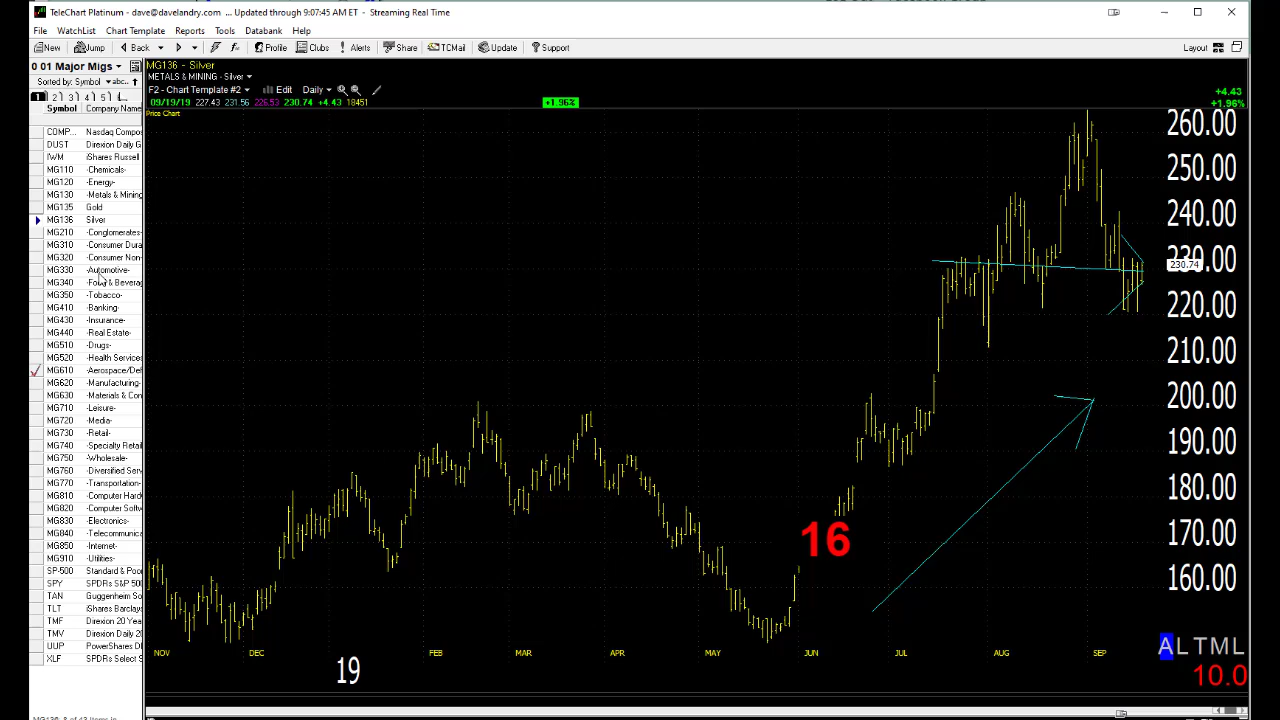 TeleChart Platinum - dave@davelandry.com ... Updated through 9:07:45 AM ET - Streaming Real Time
File WatchList Chart Template Reports Tools Databank Help
New Jump Back Profile Clubs Alerts Share TCMail Update Support Layout
0 01 Major Migs
Sorted by: Symbol abc..
1 2 3 4 5
Symbol Company Name
COMP... Nasdaq Compos
DUST Direxion Daily G
IWM iShares Russell
MG110 -Chemicals-
MG120 -Energy-
MG130 -Metals & Mining
MG135 Gold
MG136 Silver
MG210 -Conglomerates-
MG310 -Consumer Dura
MG320 -Consumer Non-
MG330 -Automotive-
MG340 -Food & Beverag
MG350 -Tobacco-
MG410 -Banking-
MG430 -Insurance-
MG440 -Real Estate-
MG510 -Drugs-
MG520 -Health Services
MG610 -Aerospace/Def
MG620 -Manufacturing-
MG630 -Materials & Con
MG710 -Leisure-
MG720 -Media-
MG730 -Retail-
MG740 -Specialty Retail
MG750 -Wholesale-
MG760 -Diversified Serv
MG770 -Transportation-
MG810 -Computer Hard
MG820 -Computer Softw
MG830 -Electronics-
MG840 -Telecommunica
MG850 -Internet-
MG910 -Utilities-
SP-500 Standard & Poo
SPY SPDRs S&P 500
TAN Guggenheim Sol
TLT iShares Barclays
TMF Direxion 20 Yea
TMV Direxion Daily 20
UUP PowerShares DB
XLF SPDRs Select S
MG136 - Silver
METALS & MINING - Silver
F2 - Chart Template #2 Edit Daily
09/19/19 227.43 231.56 226.53 230.74 +4.43 18451 +1.96%
Price Chart
+4.43
+1.96%
260.00
250.00
240.00
230.00
230.74
220.00
210.00
200.00
190.00
180.00
170.00
160.00
16
NOV DEC 19 FEB MAR APR MAY JUN JUL AUG SEP
A L T M L
10.0